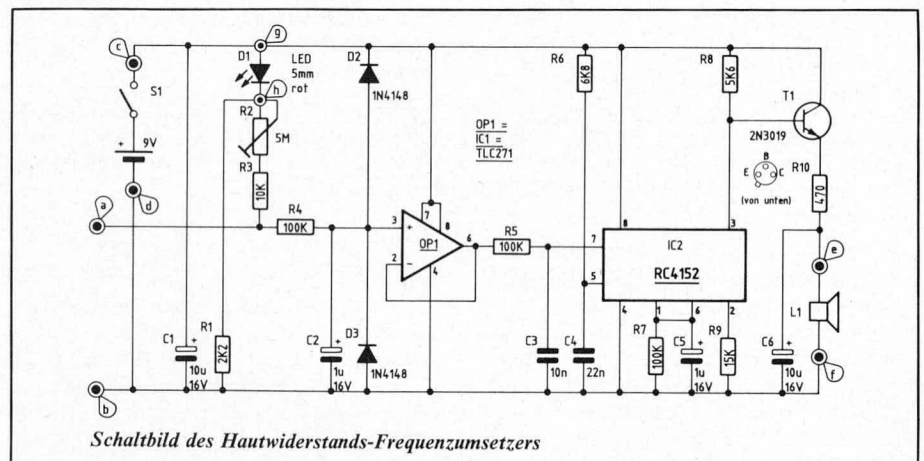 c
S1
+
9V
d
a
b
C1
+
10u
16V
R1
2K2
g
D1
LED
5mm
rot
h
R2
5M
R3
10K
R4
100K
C2
+
1u
16V
D2
1N4148
D3
1N4148
3
+
2
−
OP1
7
8
6
4
OP1 =
IC1 =
TLC271
R5
100K
C3
10n
C4
22n
R6
6K8
7
5
8
3
IC2
RC4152
4
1
6
2
R7
100K
C5
+
1u
16V
R9
15K
R8
5K6
T1
2N3019
B
E
C
(von unten)
R10
470
C6
+
10u
16V
e
L1
f
Schaltbild des Hautwiderstands-Frequenzumsetzers